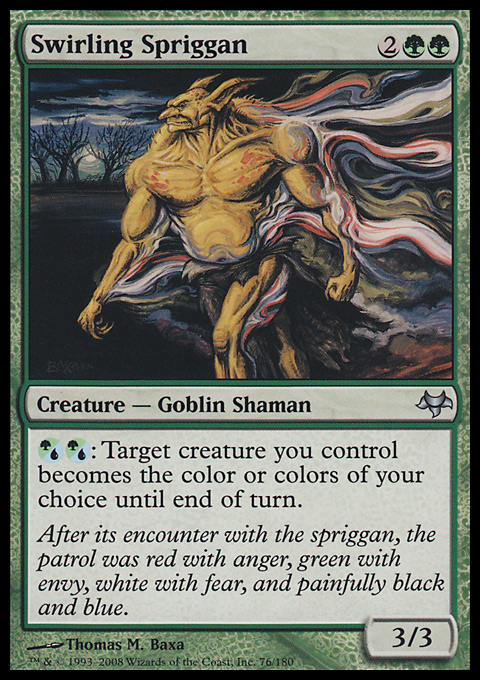 Swirling Spriggan 2
Creature — Goblin Shaman
: Target creature you control
becomes the color or colors of your
choice until end of turn.
After its encounter with the spriggan, the
patrol was red with anger, green with
envy, white with fear, and painfully black
and blue.
Thomas M. Baxa
3/3
™ & © 1993–2008 Wizards of the Coast, Inc. 76/180